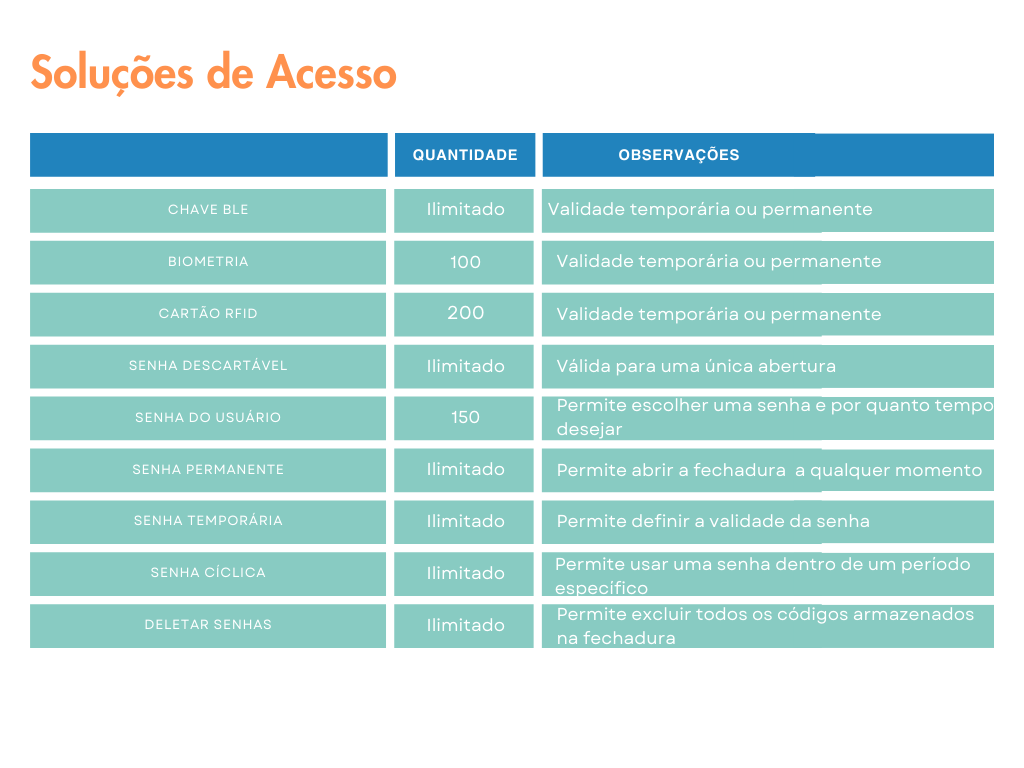 Soluções de Acesso
QUANTIDADE OBSERVAÇÕES
CHAVE BLE Ilimitado Validade temporária ou permanente
BIOMETRIA 100 Validade temporária ou permanente
CARTÃO RFID 200 Validade temporária ou permanente
SENHA DESCARTÁVEL Ilimitado Válida para uma única abertura
SENHA DO USUÁRIO 150 Permite escolher uma senha e por quanto tempo
desejar
SENHA PERMANENTE Ilimitado Permite abrir a fechadura a qualquer momento
SENHA TEMPORÁRIA Ilimitado Permite definir a validade da senha
SENHA CÍCLICA Ilimitado Permite usar uma senha dentro de um período
específico
DELETAR SENHAS Ilimitado Permite excluir todos os códigos armazenados
na fechadura